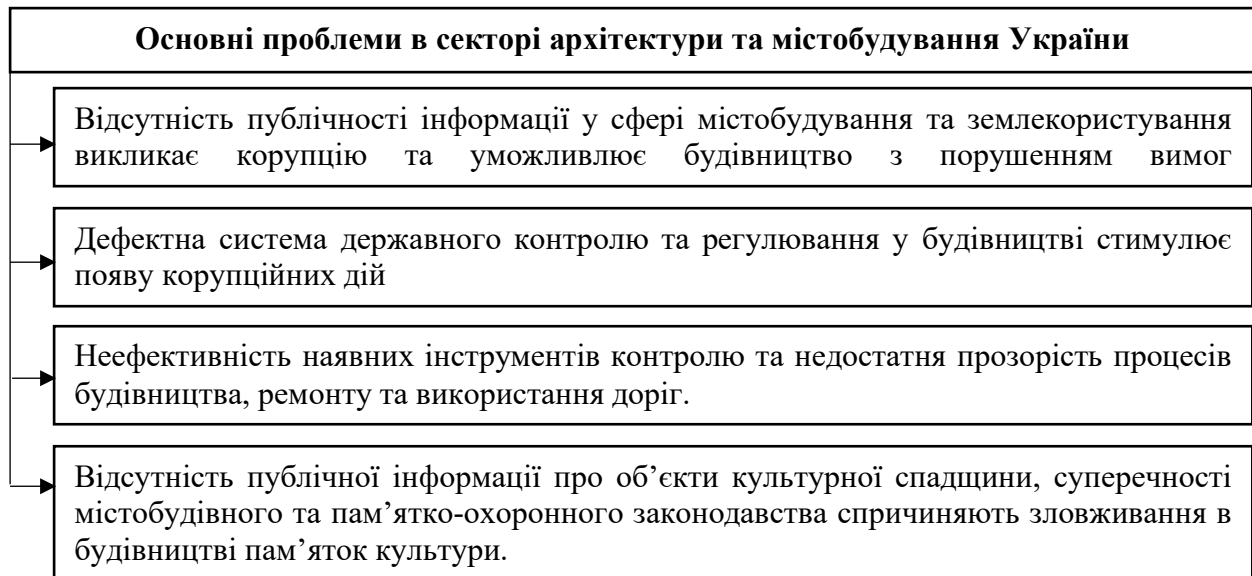 Основні проблеми в секторі архітектури та містобудування України
Відсутність публічності інформації у сфері містобудування та землекористування
викликає корупцію та уможливлює будівництво з порушенням вимог
Дефектна система державного контролю та регулювання у будівництві стимулює
появу корупційних дій
Неефективність наявних інструментів контролю та недостатня прозорість процесів
будівництва, ремонту та використання доріг.
Відсутність публічної інформації про об’єкти культурної спадщини, суперечності
містобудівного та пам’ятко-охоронного законодавства спричиняють зловживання в
будівництві пам’яток культури.